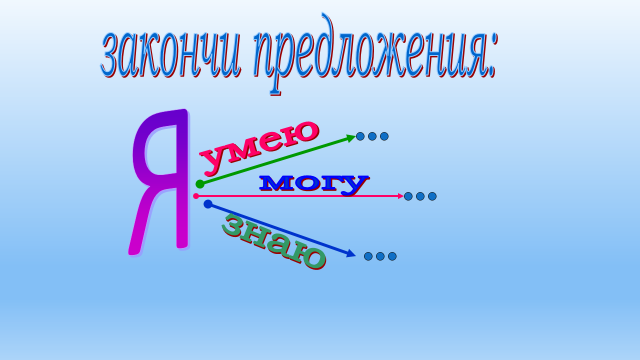 закончи предложения:
Я
умею ...
могу ...
знаю ...